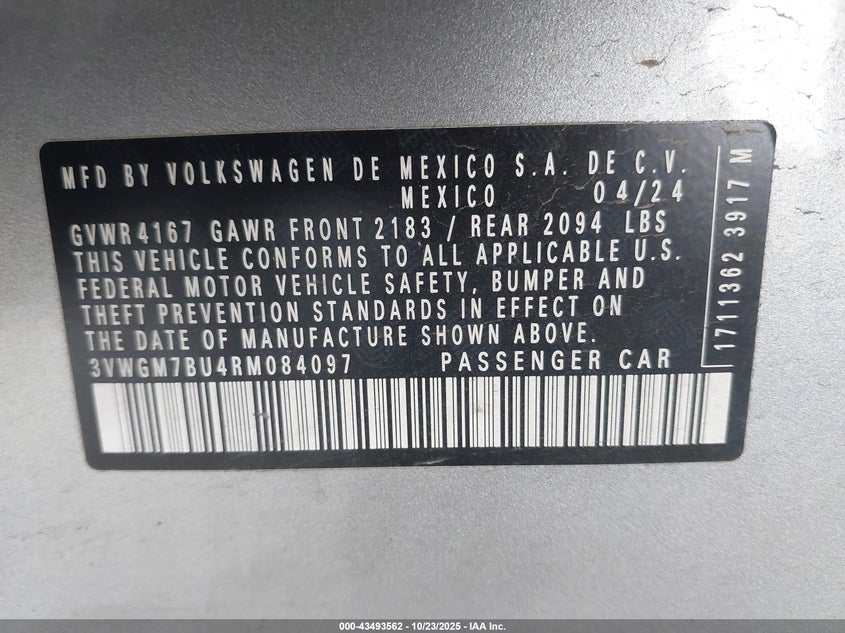 MFD BY VOLKSWAGEN DE MEXICO S.A. DE C.V.
MEXICO 04/24
GVWR 4167 GAWR FRONT 2183 / REAR 2094 LBS
THIS VEHICLE CONFORMS TO ALL APPLICABLE U.S.
FEDERAL MOTOR VEHICLE SAFETY, BUMPER AND
THEFT PREVENTION STANDARDS IN EFFECT ON
THE DATE OF MANUFACTURE SHOWN ABOVE.
3VWGM7BU4RM084097 PASSENGER CAR
1711362 3917 M
000-43493562 | 10/23/2025 | IAA Inc.